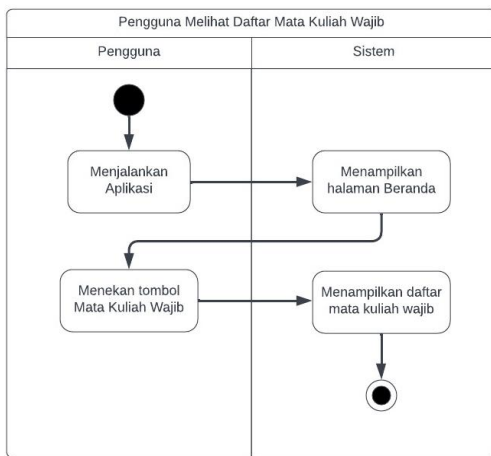 Pengguna Melihat Daftar Mata Kuliah Wajib
Pengguna
Sistem
Menjalankan
Aplikasi
Menampilkan
halaman Beranda
Menekan tombol
Mata Kuliah Wajib
Menampilkan daftar
mata kuliah wajib